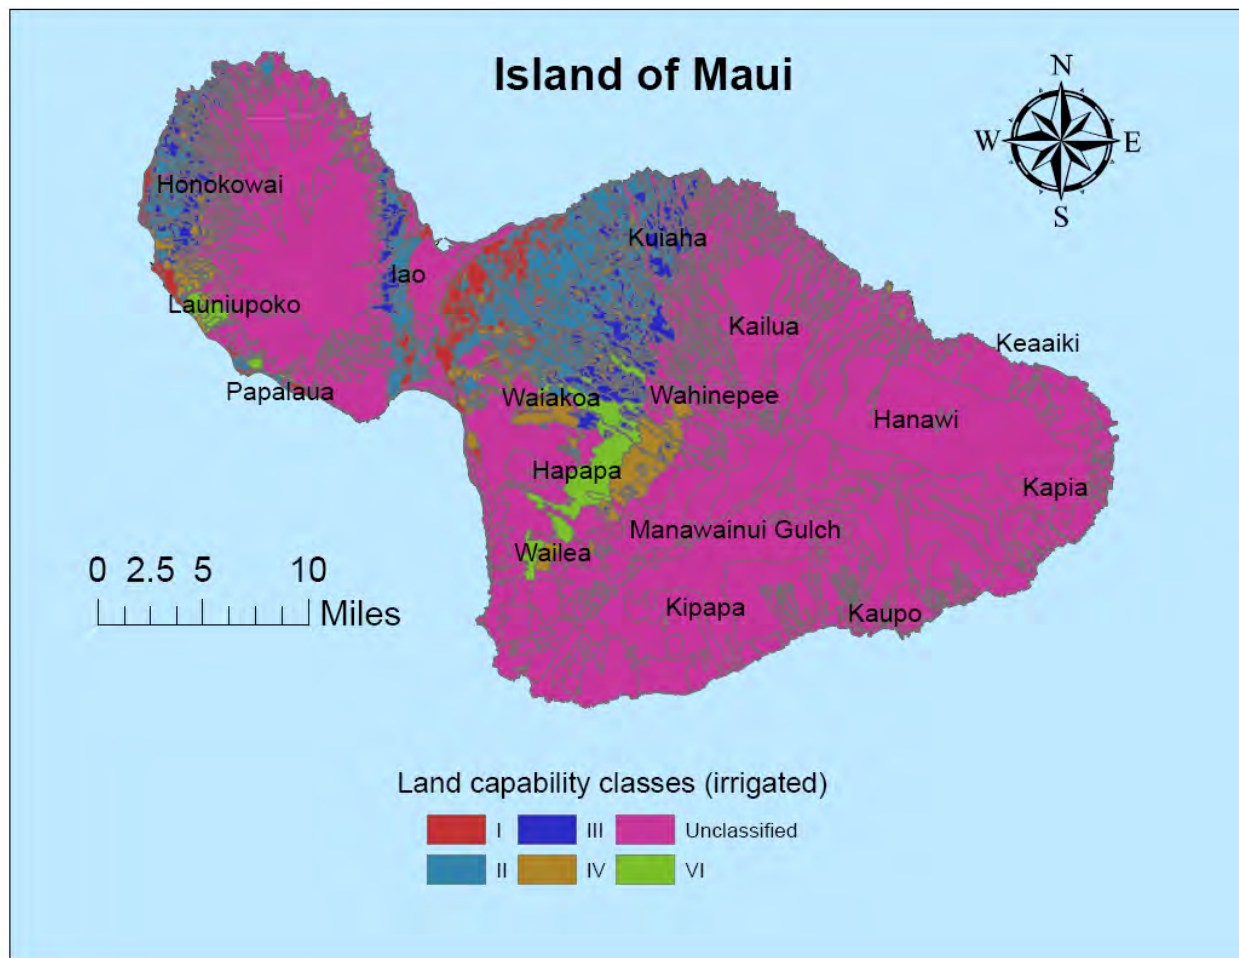 Island of Maui
N
W E
S
Honokowai
Kuiaha
Iao
Launiupoko
Kailua
Keaaiki
Papalaua
Waiakoa
Wahinepee
Hanawi
Hapapa
Kapia
Manawainui Gulch
Wailea
0 2.5 5 10
Miles
Kipapa
Kaupo
Land capability classes (irrigated)
I III Unclassified
II IV VI